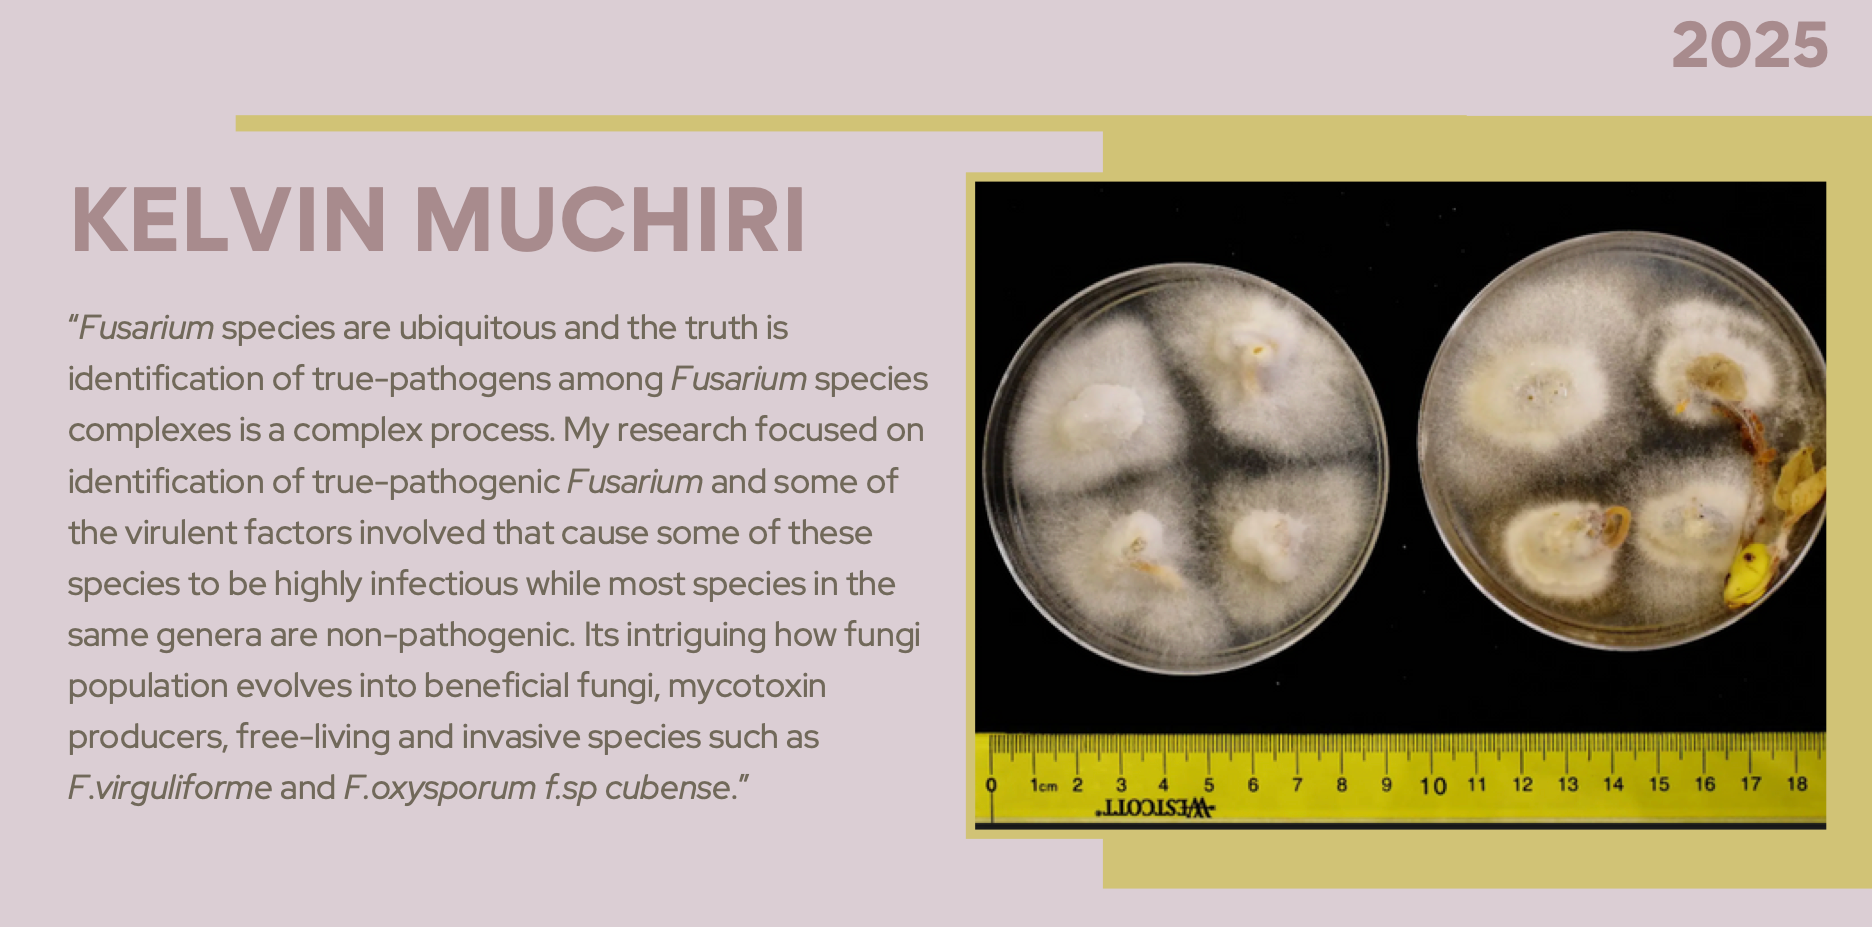 2025
KELVIN MUCHIRI
“Fusarium species are ubiquitous and the truth is
identification of true-pathogens among Fusarium species
complexes is a complex process. My research focused on
identification of true-pathogenic Fusarium and some of
the virulent factors involved that cause some of these
species to be highly infectious while most species in the
same genera are non-pathogenic. Its intriguing how fungi
population evolves into beneficial fungi, mycotoxin
producers, free-living and invasive species such as
F.virguliforme and F.oxysporum f.sp cubense.”
0 1cm 2 3 4 5 6 7 8 9 10 11 12 13 14 15 16 17 18
WESTCOTT